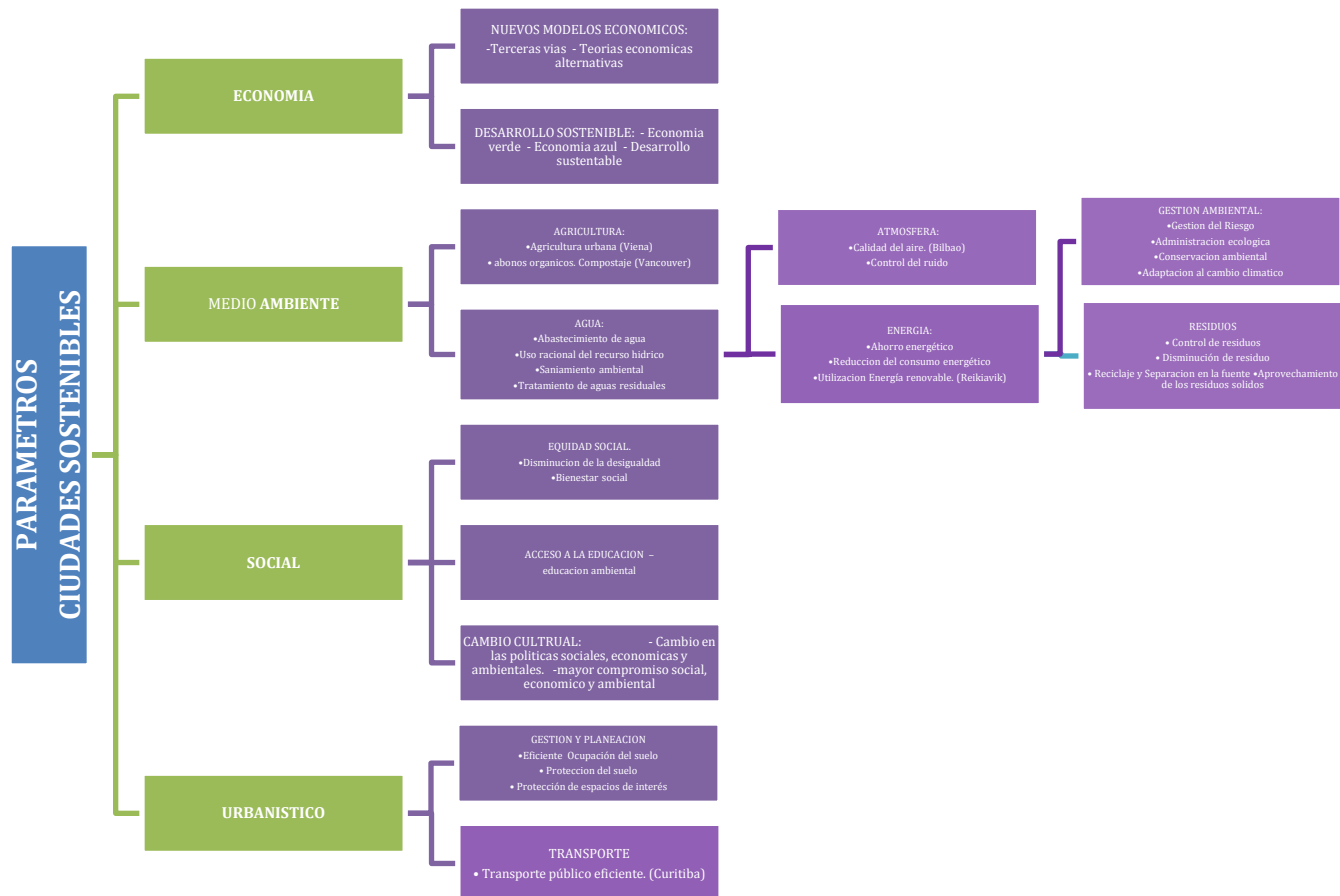 PARAMETROS
CIUDADES SOSTENIBLES
ECONOMIA
NUEVOS MODELOS ECONOMICOS:
-Terceras vias - Teorias economicas
alternativas
DESARROLLO SOSTENIBLE: - Economia
verde - Economia azul - Desarrollo
sustentable
MEDIO AMBIENTE
AGRICULTURA:
•Agricultura urbana (Viena)
• abonos organicos. Compostaje (Vancouver)
AGUA:
•Abastecimiento de agua
•Uso racional del recurso hidrico
•Saniamiento ambiental
•Tratamiento de aguas residuales
ATMOSFERA:
•Calidad del aire. (Bilbao)
•Control del ruido
ENERGIA:
•Ahorro energético
•Reduccion del consumo energético
•Utilizacion Energía renovable. (Reikiavik)
GESTION AMBIENTAL:
•Gestion del Riesgo
•Administracion ecologica
•Conservacion ambiental
•Adaptacion al cambio climatico
RESIDUOS
• Control de residuos
• Disminución de residuo
• Reciclaje y Separacion en la fuente •Aprovechamiento
de los residuos solidos
SOCIAL
EQUIDAD SOCIAL.
•Disminucion de la desigualdad
•Bienestar social
ACCESO A LA EDUCACION –
educacion ambiental
CAMBIO CULTRUAL: - Cambio en
las politicas sociales, economicas y
ambientales. -mayor compromiso social,
economico y ambiental
URBANISTICO
GESTION Y PLANEACION
•Eficiente Ocupación del suelo
• Proteccion del suelo
• Protección de espacios de interés
TRANSPORTE
• Transporte público eficiente. (Curitiba)